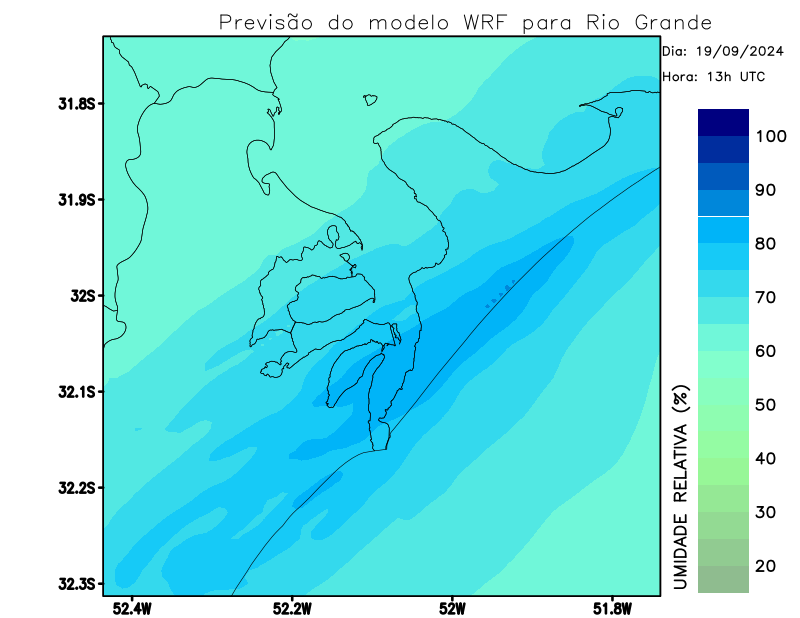 Previsão do modelo WRF para Rio Grande
Dia: 19/09/2024
Hora: 13h UTC
31.8S
31.9S
32S
32.1S
32.2S
32.3S
52.4W
52.2W
52W
51.8W
UMIDADE RELATIVA (%)
100
90
80
70
60
50
40
30
20